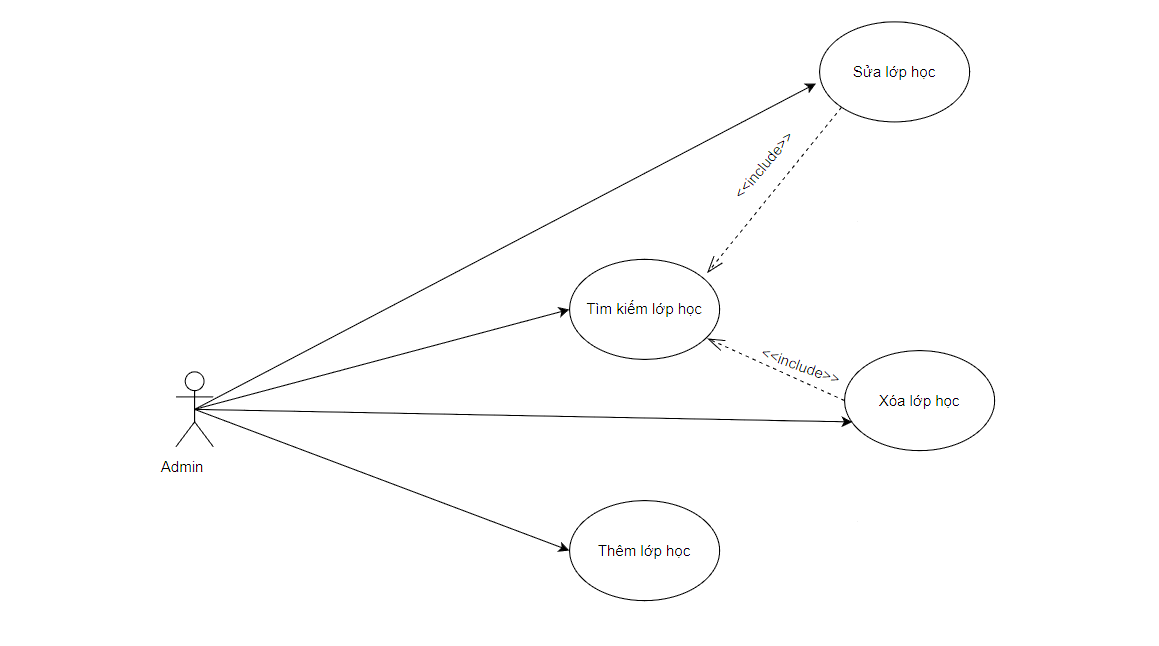 Sửa lớp học
<<include>>
Tìm kiếm lớp học
<<include>>
Xóa lớp học
Admin
Thêm lớp học